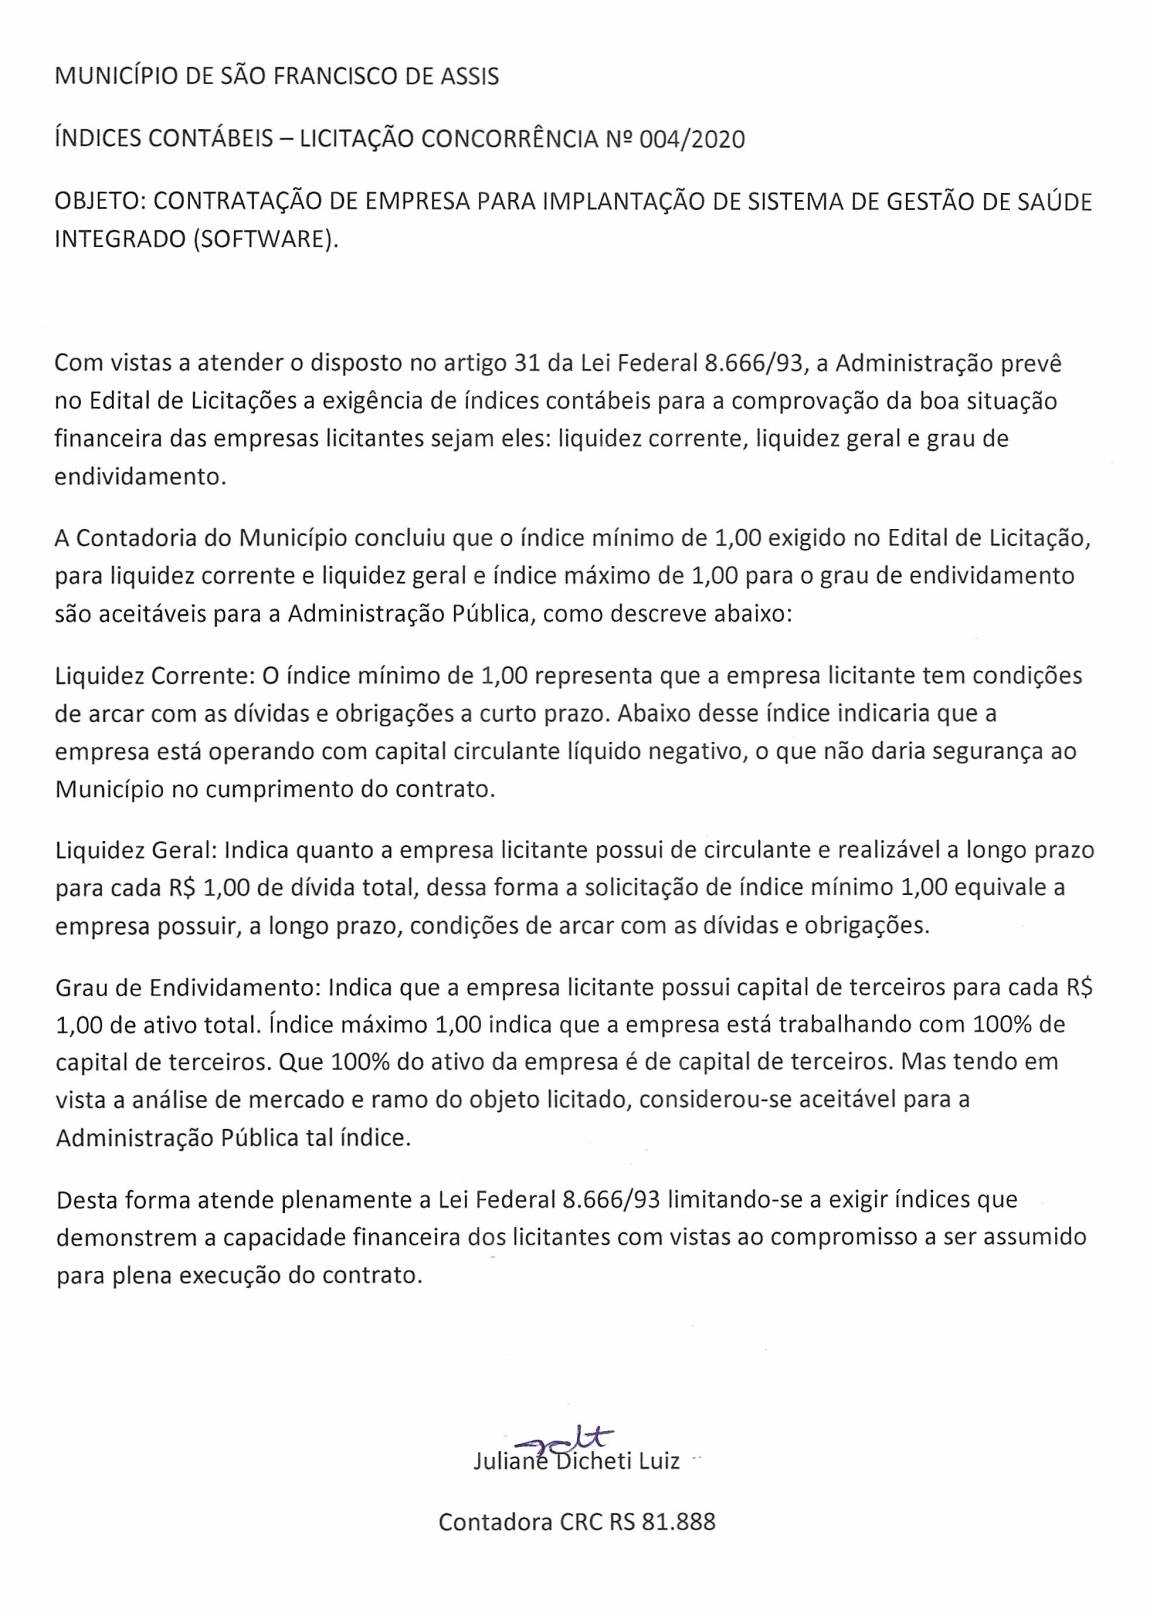 MUNICÍPIO DE SÃO FRANCISCO DE ASSIS
ÍNDICES CONTÁBEIS – LICITAÇÃO CONCORRÊNCIA Nº 004/2020
OBJETO: CONTRATAÇÃO DE EMPRESA PARA IMPLANTAÇÃO DE SISTEMA DE GESTÃO DE SAÚDE
INTEGRADO (SOFTWARE).
Com vistas a atender o disposto no artigo 31 da Lei Federal 8.666/93, a Administração prevê
no Edital de Licitações a exigência de índices contábeis para a comprovação da boa situação
financeira das empresas licitantes sejam eles: liquidez corrente, liquidez geral e grau de
endividamento.
A Contadoria do Município concluiu que o índice mínimo de 1,00 exigido no Edital de Licitação,
para liquidez corrente e liquidez geral e índice máximo de 1,00 para o grau de endividamento
são aceitáveis para a Administração Pública, como descreve abaixo:
Liquidez Corrente: O índice mínimo de 1,00 representa que a empresa licitante tem condições
de arcar com as dívidas e obrigações a curto prazo. Abaixo desse índice indicaria que a
empresa está operando com capital circulante líquido negativo, o que não daria segurança ao
Município no cumprimento do contrato.
Liquidez Geral: Indica quanto a empresa licitante possui de circulante e realizável a longo prazo
para cada R$ 1,00 de dívida total, dessa forma a solicitação de índice mínimo 1,00 equivale a
empresa possuir, a longo prazo, condições de arcar com as dívidas e obrigações.
Grau de Endividamento: Indica que a empresa licitante possui capital de terceiros para cada R$
1,00 de ativo total. Índice máximo 1,00 indica que a empresa está trabalhando com 100% de
capital de terceiros. Que 100% do ativo da empresa é de capital de terceiros. Mas tendo em
vista a análise de mercado e ramo do objeto licitado, considerou-se aceitável para a
Administração Pública tal índice.
Desta forma atende plenamente a Lei Federal 8.666/93 limitando-se a exigir índices que
demonstrem a capacidade financeira dos licitantes com vistas ao compromisso a ser assumido
para plena execução do contrato.
Juliane Dicheti Luiz
Contadora CRC RS 81.888